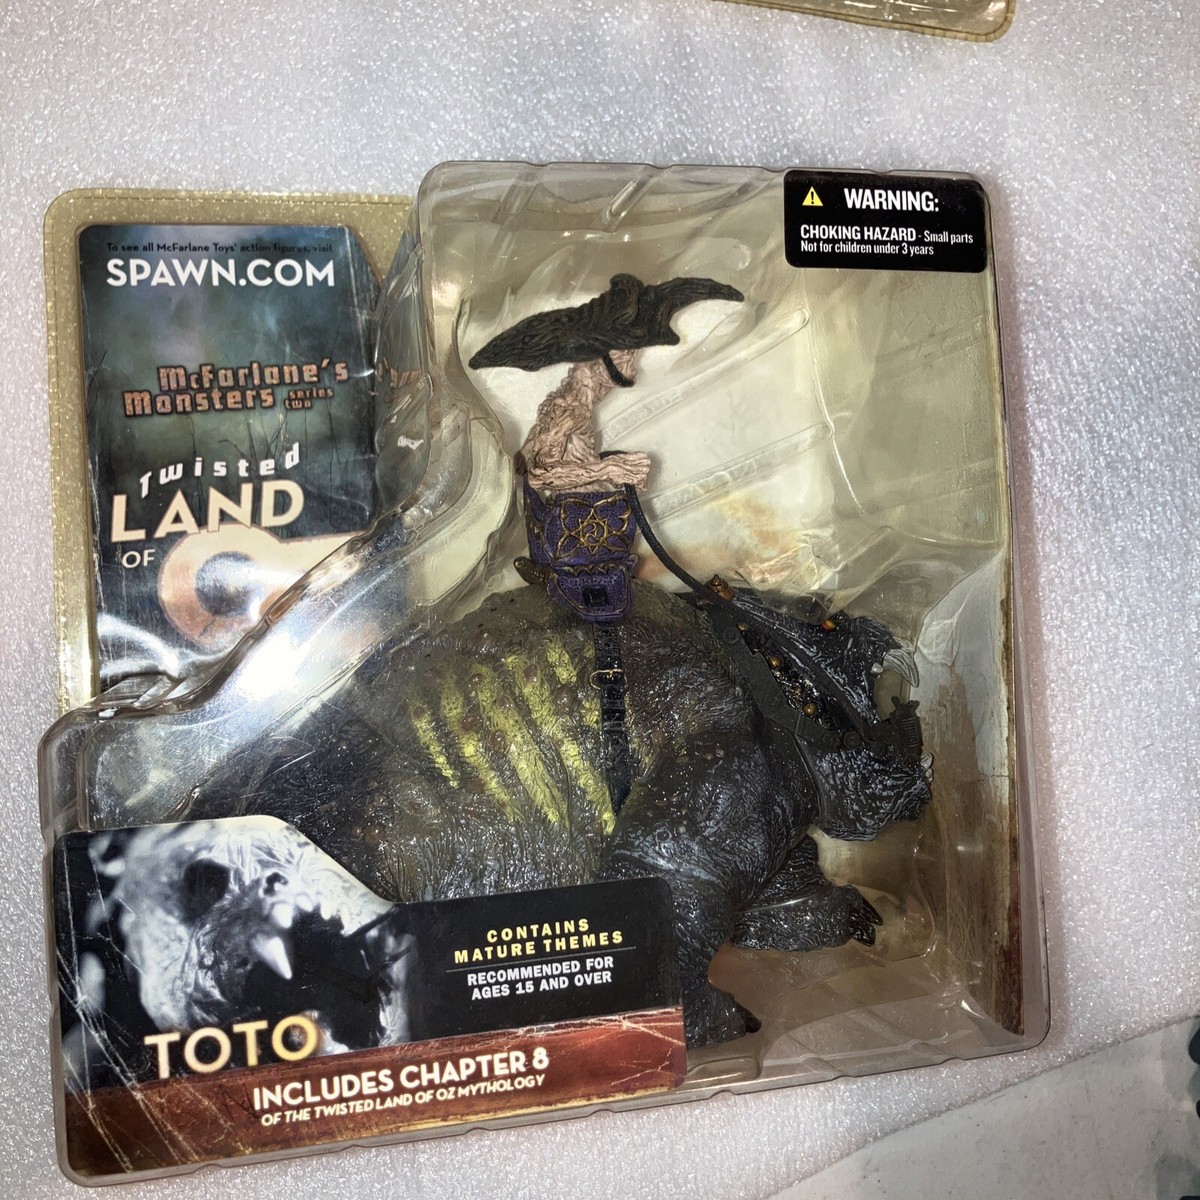 To see all McFarlane Toys' action figures, visit
SPAWN.COM
McFarlane's
Monsters series
two
Twisted
LAND
OF
WARNING:
CHOKING HAZARD - Small parts
Not for children under 3 years
CONTAINS
MATURE THEMES
RECOMMENDED FOR
AGES 15 AND OVER
TOTO
INCLUDES CHAPTER 8
OF THE TWISTED LAND OF OZ MYTHOLOGY